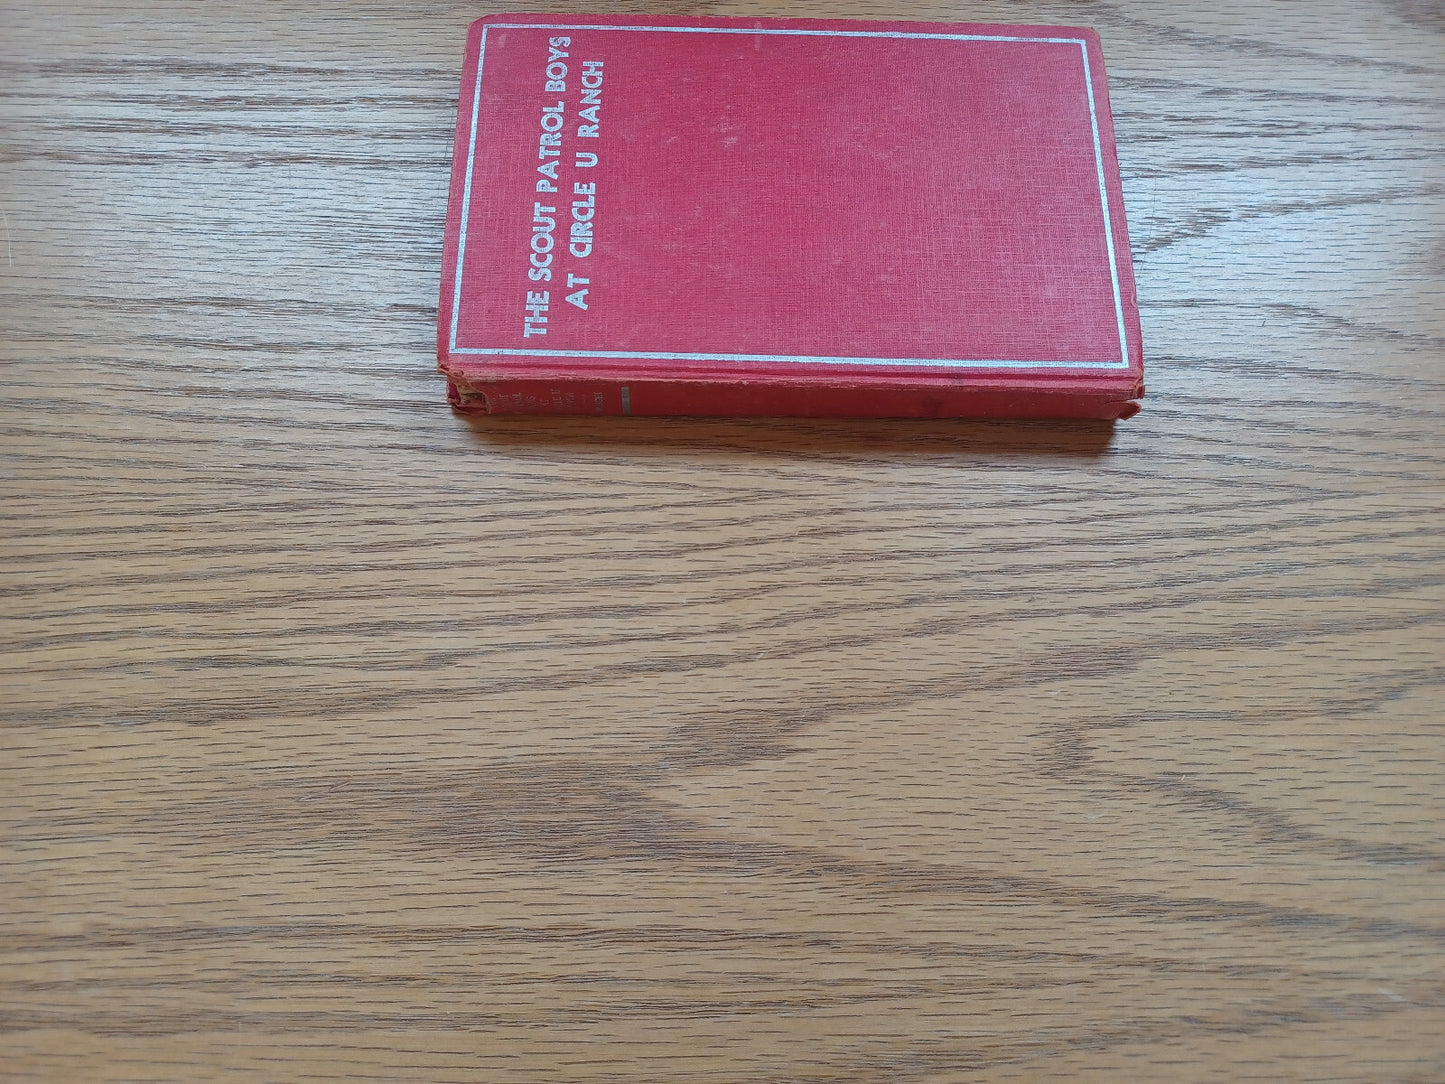 THE SCOUT PATROL BOYS
AT CIRCLE U RANCH